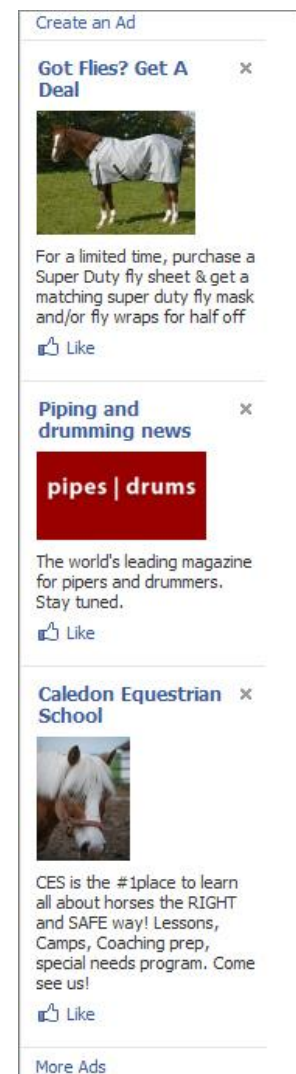 Create an Ad
Got Flies? Get A
Deal
For a limited time, purchase a
Super Duty fly sheet & get a
matching super duty fly mask
and/or fly wraps for half off
Like
Piping and
drumming news
pipes | drums
The world's leading magazine
for pipers and drummers.
Stay tuned.
Like
Caledon Equestrian
School
CES is the #1place to learn
all about horses the RIGHT
and SAFE way! Lessons,
Camps, Coaching prep,
special needs program. Come
see us!
Like
More Ads